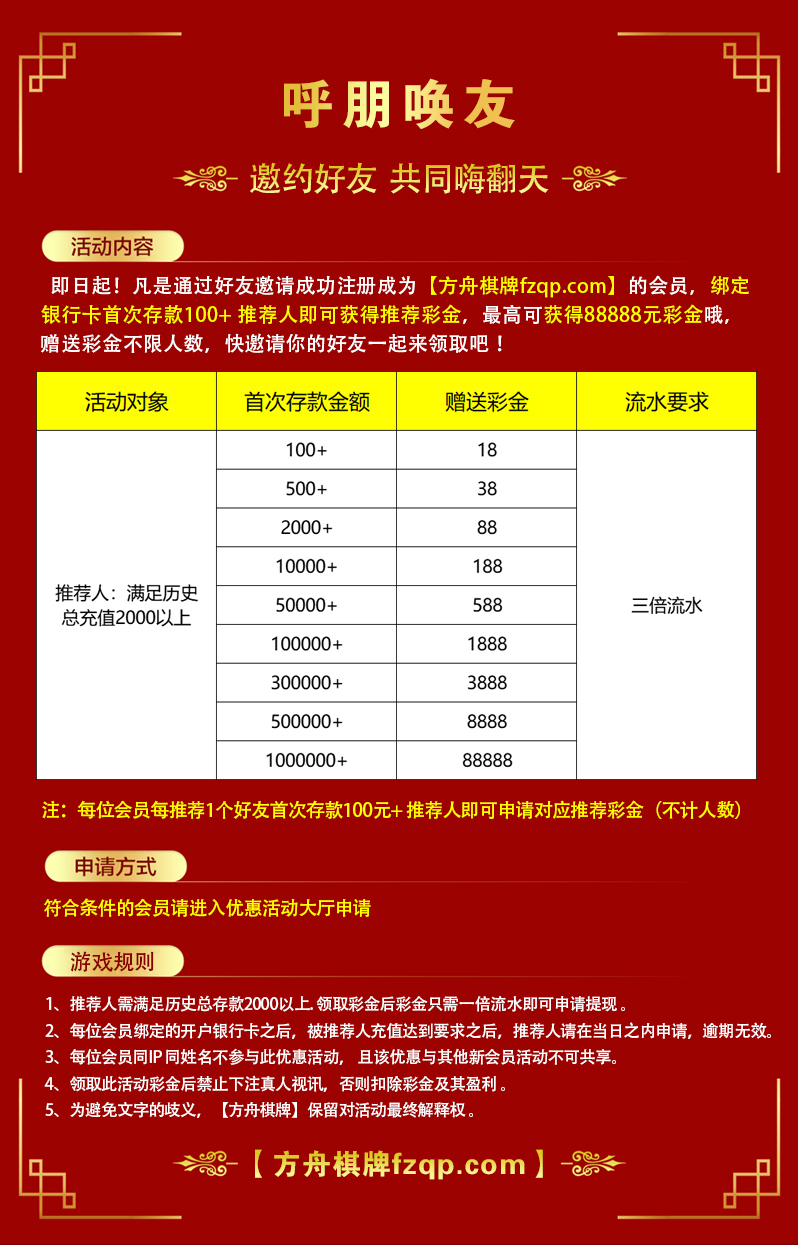 呼朋唤友
邀约好友 共同嗨翻天
活动内容
即日起！凡是通过好友邀请成功注册成为【方舟棋牌fzqp.com】的会员，绑定
银行卡首次存款100+ 推荐人即可获得推荐彩金，最高可获得88888元彩金哦，
赠送彩金不限人数，快邀请你的好友一起来领取吧！
活动对象 首次存款金额 赠送彩金 流水要求
100+ 18
500+ 38
2000+ 88
10000+ 188
推荐人：满足历史
总充值2000以上
50000+ 588
三倍流水
100000+ 1888
300000+ 3888
500000+ 8888
1000000+ 88888
注：每位会员每推荐1个好友首次存款100元+ 推荐人即可申请对应推荐彩金（不计人数）
申请方式
符合条件的会员请进入优惠活动大厅申请
游戏规则
1、推荐人需满足历史总存款2000以上. 领取彩金后彩金只需一倍流水即可申请提现。
2、每位会员绑定的开户银行卡之后，被推荐人充值达到要求之后，推荐人请在当日之内申请，逾期无效。
3、每位会员同IP 同姓名不参与此优惠活动， 且该优惠与其他新会员活动不可共享。
4、领取此活动彩金后禁止下注真人视讯，否则扣除彩金及其盈利。
5、为避免文字的歧义，【方舟棋牌】保留对活动最终解释权。
【方舟棋牌fzqp.com】